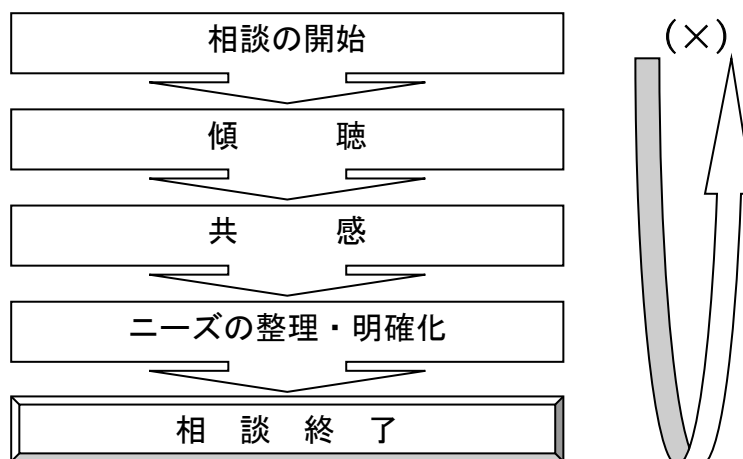 相談の開始
(×)
傾　　聴
共　　感
ニーズの整理・明確化
相　談　終　了